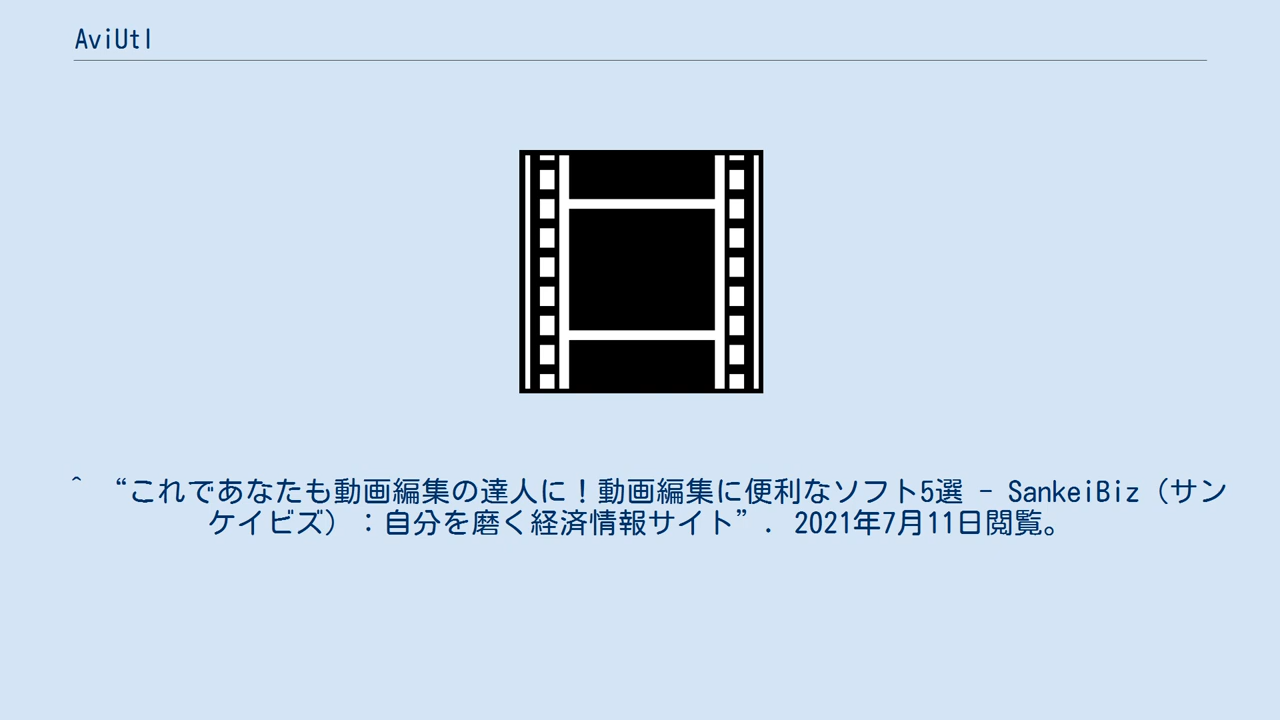 AviUtl
^ “これであなたも動画編集の達人に！動画編集に便利なソフト5選 - SankeiBiz（サン
ケイビズ）：自分を磨く経済情報サイト”. 2021年7月11日閲覧。